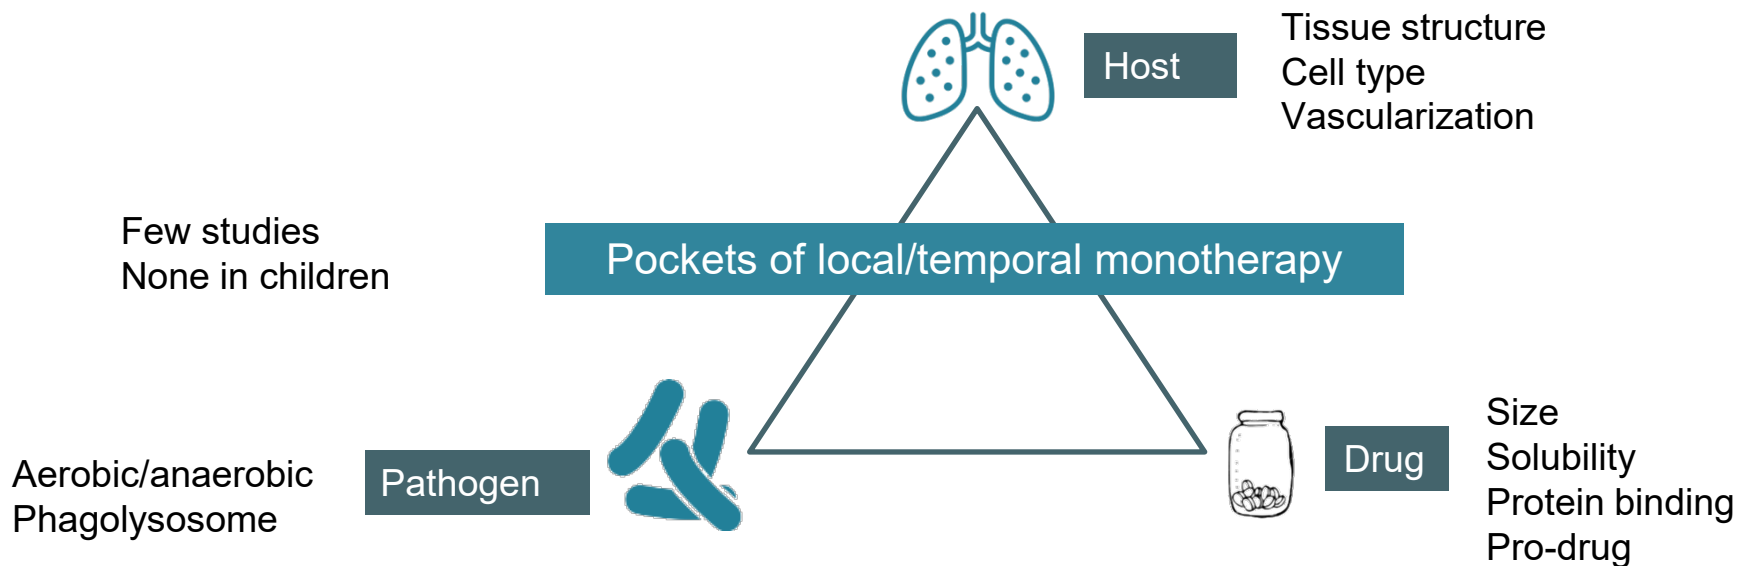 Host
Tissue structure
Cell type
Vascularization
Few studies
None in children
Pockets of local/temporal monotherapy
Aerobic/anaerobic
Phagolysosome
Pathogen
Drug
Size
Solubility
Protein binding
Pro-drug